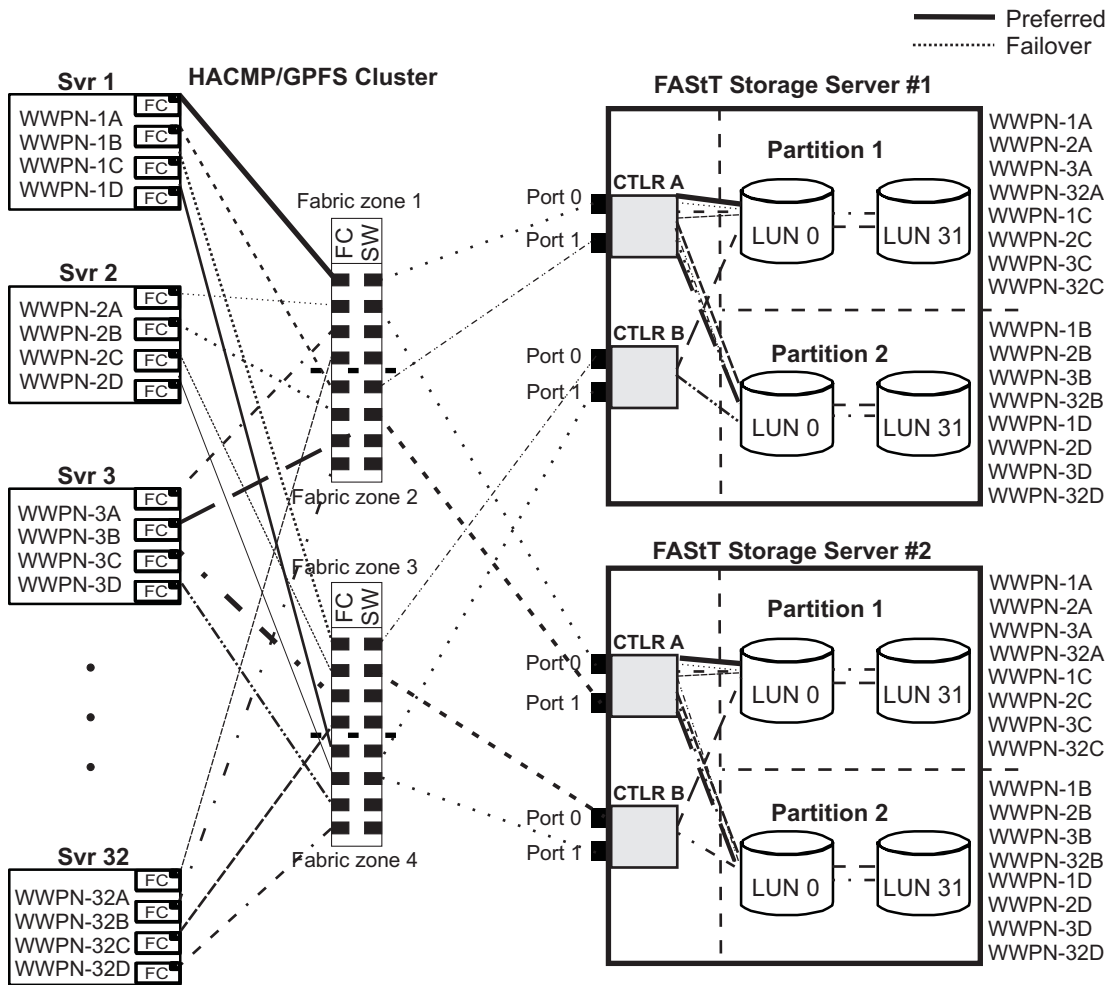 Preferred
Failover
HACMP/GPFS Cluster
Svr 1
WWPN-1A
WWPN-1B
WWPN-1C
WWPN-1D
FC
FC
FC
FC
Svr 2
WWPN-2A
WWPN-2B
WWPN-2C
WWPN-2D
FC
FC
FC
FC
Svr 3
WWPN-3A
WWPN-3B
WWPN-3C
WWPN-3D
FC
FC
FC
FC
Svr 32
WWPN-32A
WWPN-32B
WWPN-32C
WWPN-32D
FC
FC
FC
FC
Fabric zone 1
FC SW
Fabric zone 2
Fabric zone 3
FC SW
Fabric zone 4
FAStT Storage Server #1
Port 0
Port 1
CTLR A
Port 0
Port 1
CTLR B
Partition 1
LUN 0
LUN 31
Partition 2
LUN 0
LUN 31
WWPN-1A
WWPN-2A
WWPN-3A
WWPN-32A
WWPN-1C
WWPN-2C
WWPN-3C
WWPN-32C
WWPN-1B
WWPN-2B
WWPN-3B
WWPN-32B
WWPN-1D
WWPN-2D
WWPN-3D
WWPN-32D
FAStT Storage Server #2
Port 0
Port 1
CTLR A
Port 0
Port 1
CTLR B
Partition 1
LUN 0
LUN 31
Partition 2
LUN 0
LUN 31
WWPN-1A
WWPN-2A
WWPN-3A
WWPN-32A
WWPN-1C
WWPN-2C
WWPN-3C
WWPN-32C
WWPN-1B
WWPN-2B
WWPN-3B
WWPN-32B
WWPN-1D
WWPN-2D
WWPN-3D
WWPN-32D